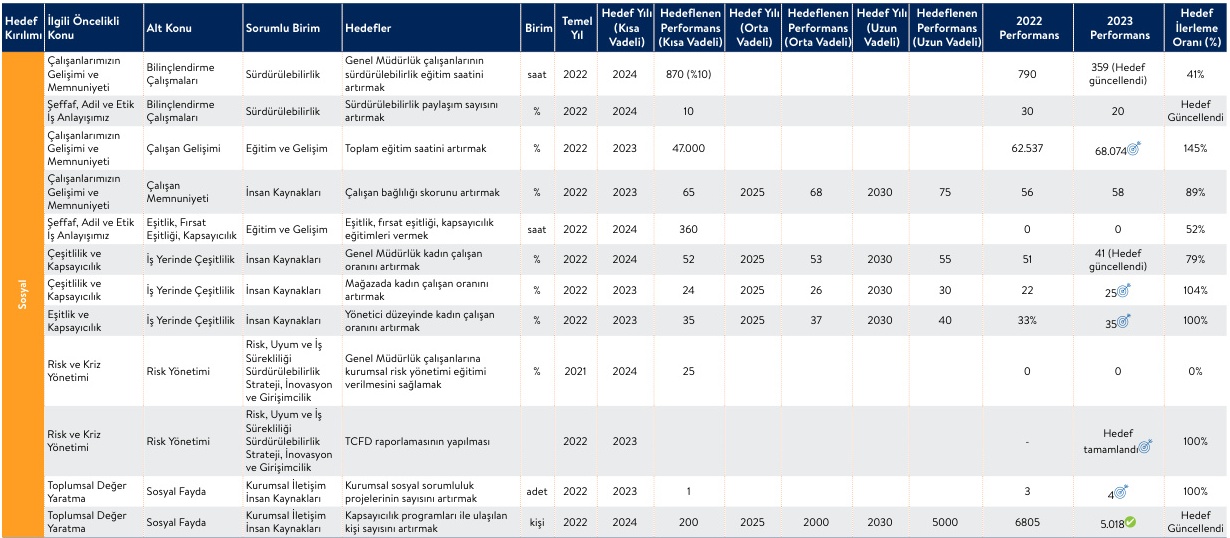 Hedef Kırılımı | İlgili Öncelikli Konu | Alt Konu | Sorumlu Birim | Hedefler | Birim | Temel Yıl | Hedef Yılı (Kısa Vadeli) | Hedeflenen Performans (Kısa Vadeli) | Hedef Yılı (Orta Vadeli) | Hedeflenen Performans (Orta Vadeli) | Hedef Yılı (Uzun Vadeli) | Hedeflenen Performans (Uzun Vadeli) | 2022 Performans | 2023 Performans | Hedef İlerleme Oranı (%)
Sosyal
Çalışanlarımızın Gelişimi ve Memnuniyeti | Bilinçlendirme Çalışmaları | Sürdürülebilirlik | Genel Müdürlük çalışanlarının sürdürülebilirlik eğitim saatini artırmak | saat | 2022 | 2024 | 870 (%10) | | | | | 790 | 359 (Hedef güncellendi) | 41%
Şeffaf, Adil ve Etik İş Anlayışımız | Bilinçlendirme Çalışmaları | Sürdürülebilirlik | Sürdürülebilirlik paylaşım sayısını artırmak | % | 2022 | 2024 | 10 | | | | | 30 | 20 | Hedef Güncellendi
Çalışanlarımızın Gelişimi ve Memnuniyeti | Çalışan Gelişimi | Eğitim ve Gelişim | Toplam eğitim saatini artırmak | % | 2022 | 2023 | 47.000 | | | | | 62.537 | 68.074 | 145%
Çalışanlarımızın Gelişimi ve Memnuniyeti | Çalışan Memnuniyeti | İnsan Kaynakları | Çalışan bağlılığı skorunu artırmak | % | 2022 | 2023 | 65 | 2025 | 68 | 2030 | 75 | 56 | 58 | 89%
Şeffaf, Adil ve Etik İş Anlayışımız | Eşitlik, Fırsat Eşitliği, Kapsayıcılık | Eğitim ve Gelişim | Eşitlik, fırsat eşitliği, kapsayıcılık eğitimleri vermek | saat | 2022 | 2024 | 360 | | | | | 0 | 0 | 52%
Çeşitlilik ve Kapsayıcılık | İş Yerinde Çeşitlilik | İnsan Kaynakları | Genel Müdürlük kadın çalışan oranını artırmak | % | 2022 | 2024 | 52 | 2025 | 53 | 2030 | 55 | 51 | 41 (Hedef güncellendi) | 79%
Çeşitlilik ve Kapsayıcılık | İş Yerinde Çeşitlilik | İnsan Kaynakları | Mağazada kadın çalışan oranını artırmak | % | 2022 | 2023 | 24 | 2025 | 26 | 2030 | 30 | 22 | 25 | 104%
Eşitlik ve Kapsayıcılık | İş Yerinde Çeşitlilik | İnsan Kaynakları | Yönetici düzeyinde kadın çalışan oranını artırmak | % | 2022 | 2023 | 35 | 2025 | 37 | 2030 | 40 | 33% | 35 | 100%
Risk ve Kriz Yönetimi | Risk Yönetimi | Risk, Uyum ve İş Sürekliliği Sürdürülebilirlik Strateji, İnovasyon ve Girişimcilik | Genel Müdürlük çalışanlarına kurumsal risk yönetimi eğitimi verilmesini sağlamak | % | 2021 | 2024 | 25 | | | | | 0 | 0 | 0%
Risk ve Kriz Yönetimi | Risk Yönetimi | Risk, Uyum ve İş Sürekliliği Sürdürülebilirlik Strateji, İnovasyon ve Girişimcilik | TCFD raporlamasının yapılması | | 2022 | 2023 | | | | | | - | Hedef tamamlandı | 100%
Toplumsal Değer Yaratma | Sosyal Fayda | Kurumsal İletişim İnsan Kaynakları | Kurumsal sosyal sorumluluk projelerinin sayısını artırmak | adet | 2022 | 2023 | 1 | | | | | 3 | 4 | 100%
Toplumsal Değer Yaratma | Sosyal Fayda | Kurumsal İletişim İnsan Kaynakları | Kapsayıcılık programları ile ulaşılan kişi sayısını artırmak | kişi | 2022 | 2024 | 200 | 2025 | 2000 | 2030 | 5000 | 6805 | 5.018 | Hedef Güncellendi